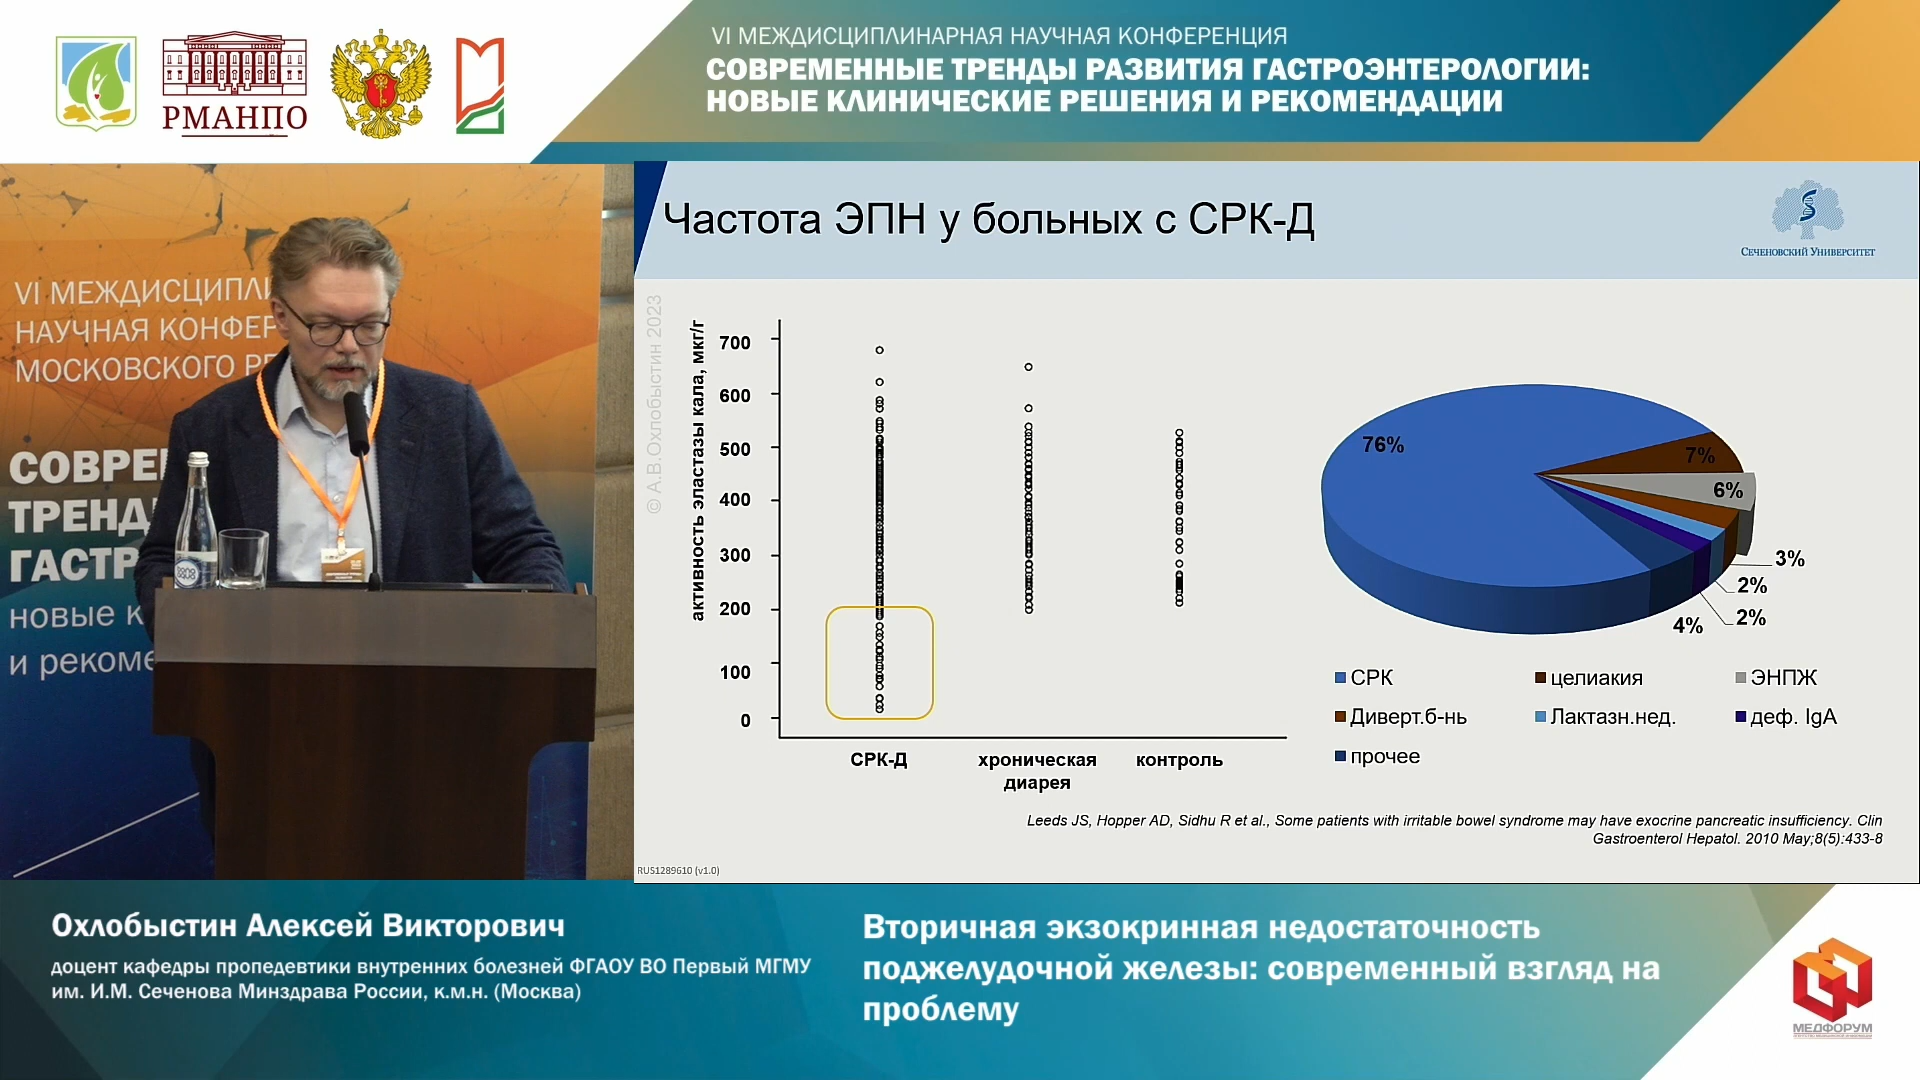 РМАНПО
VI МЕЖДИСЦИПЛИНАРНАЯ НАУЧНАЯ КОНФЕРЕНЦИЯ
СОВРЕМЕННЫЕ ТРЕНДЫ РАЗВИТИЯ ГАСТРОЭНТЕРОЛОГИИ:
НОВЫЕ КЛИНИЧЕСКИЕ РЕШЕНИЯ И РЕКОМЕНДАЦИИ
VI МЕЖДИСЦИПЛИ
НАУЧНАЯ КОНФЕР
МОСКОВСКОГО РЕ
СОВРЕ
ТРЕНД
ГАСТР
новые к
и рекоме
Частота ЭПН у больных с СРК-Д
СЕЧЕНОВСКИЙ УНИВЕРСИТЕТ
© А.В.Охлобыстин 2023
активность эластазы кала, мкг/г
700
600
500
400
300
200
100
0
СРК-Д
хроническая
диарея
контроль
76%
7%
6%
3%
2%
2%
4%
СРК
целиакия
ЭНПЖ
Диверт.б-нь
Лактазн.нед.
деф. IgA
прочее
Leeds JS, Hopper AD, Sidhu R et al., Some patients with irritable bowel syndrome may have exocrine pancreatic insufficiency. Clin
Gastroenterol Hepatol. 2010 May;8(5):433-8
RUS1289610 (v1.0)
Охлобыстин Алексей Викторович
доцент кафедры пропедевтики внутренних болезней ФГАОУ ВО Первый МГМУ
им. И.М. Сеченова Минздрава России, к.м.н. (Москва)
Вторичная экзокринная недостаточность
поджелудочной железы: современный взгляд на
проблему
МЕДФОРУМ